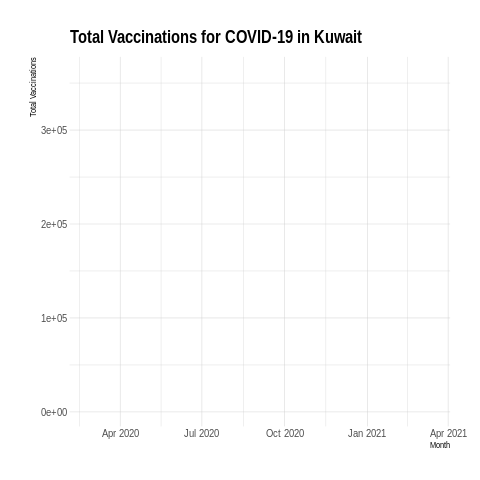 Total Vaccinations for COVID-19 in Kuwait
Total Vaccinations
3e+05
2e+05
1e+05
0e+00
Apr 2020 Jul 2020 Oct 2020 Jan 2021 Apr 2021
Month